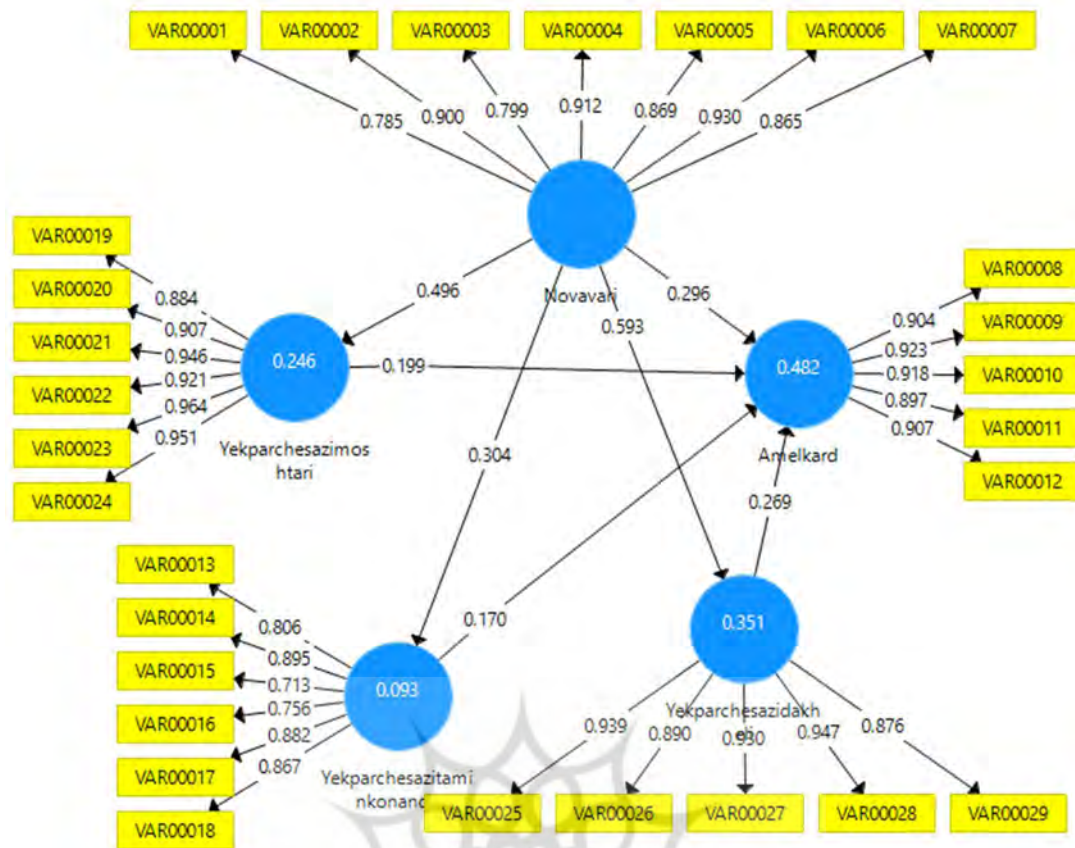 VAR00001
VAR00002
VAR00003
VAR00004
VAR00005
VAR00006
VAR00007
0.785
0.900
0.799
0.912
0.869
0.930
0.865
Novavari
0.496
0.304
0.593
0.296
VAR00019
VAR00020
VAR00021
VAR00022
VAR00023
VAR00024
0.884
0.907
0.946
0.921
0.964
0.951
0.246
Yekparchesazimos
htari
0.199
0.482
Amelkard
0.904
0.923
0.918
0.897
0.907
VAR00008
VAR00009
VAR00010
VAR00011
VAR00012
0.269
0.170
VAR00013
VAR00014
VAR00015
VAR00016
VAR00017
VAR00018
0.806
0.895
0.713
0.756
0.882
0.867
0.093
Yekparchesazitami
0.351
Yekparchesazidakh
0.939
0.890
0.930
0.947
0.876
VAR00025
VAR00026
VAR00027
VAR00028
VAR00029